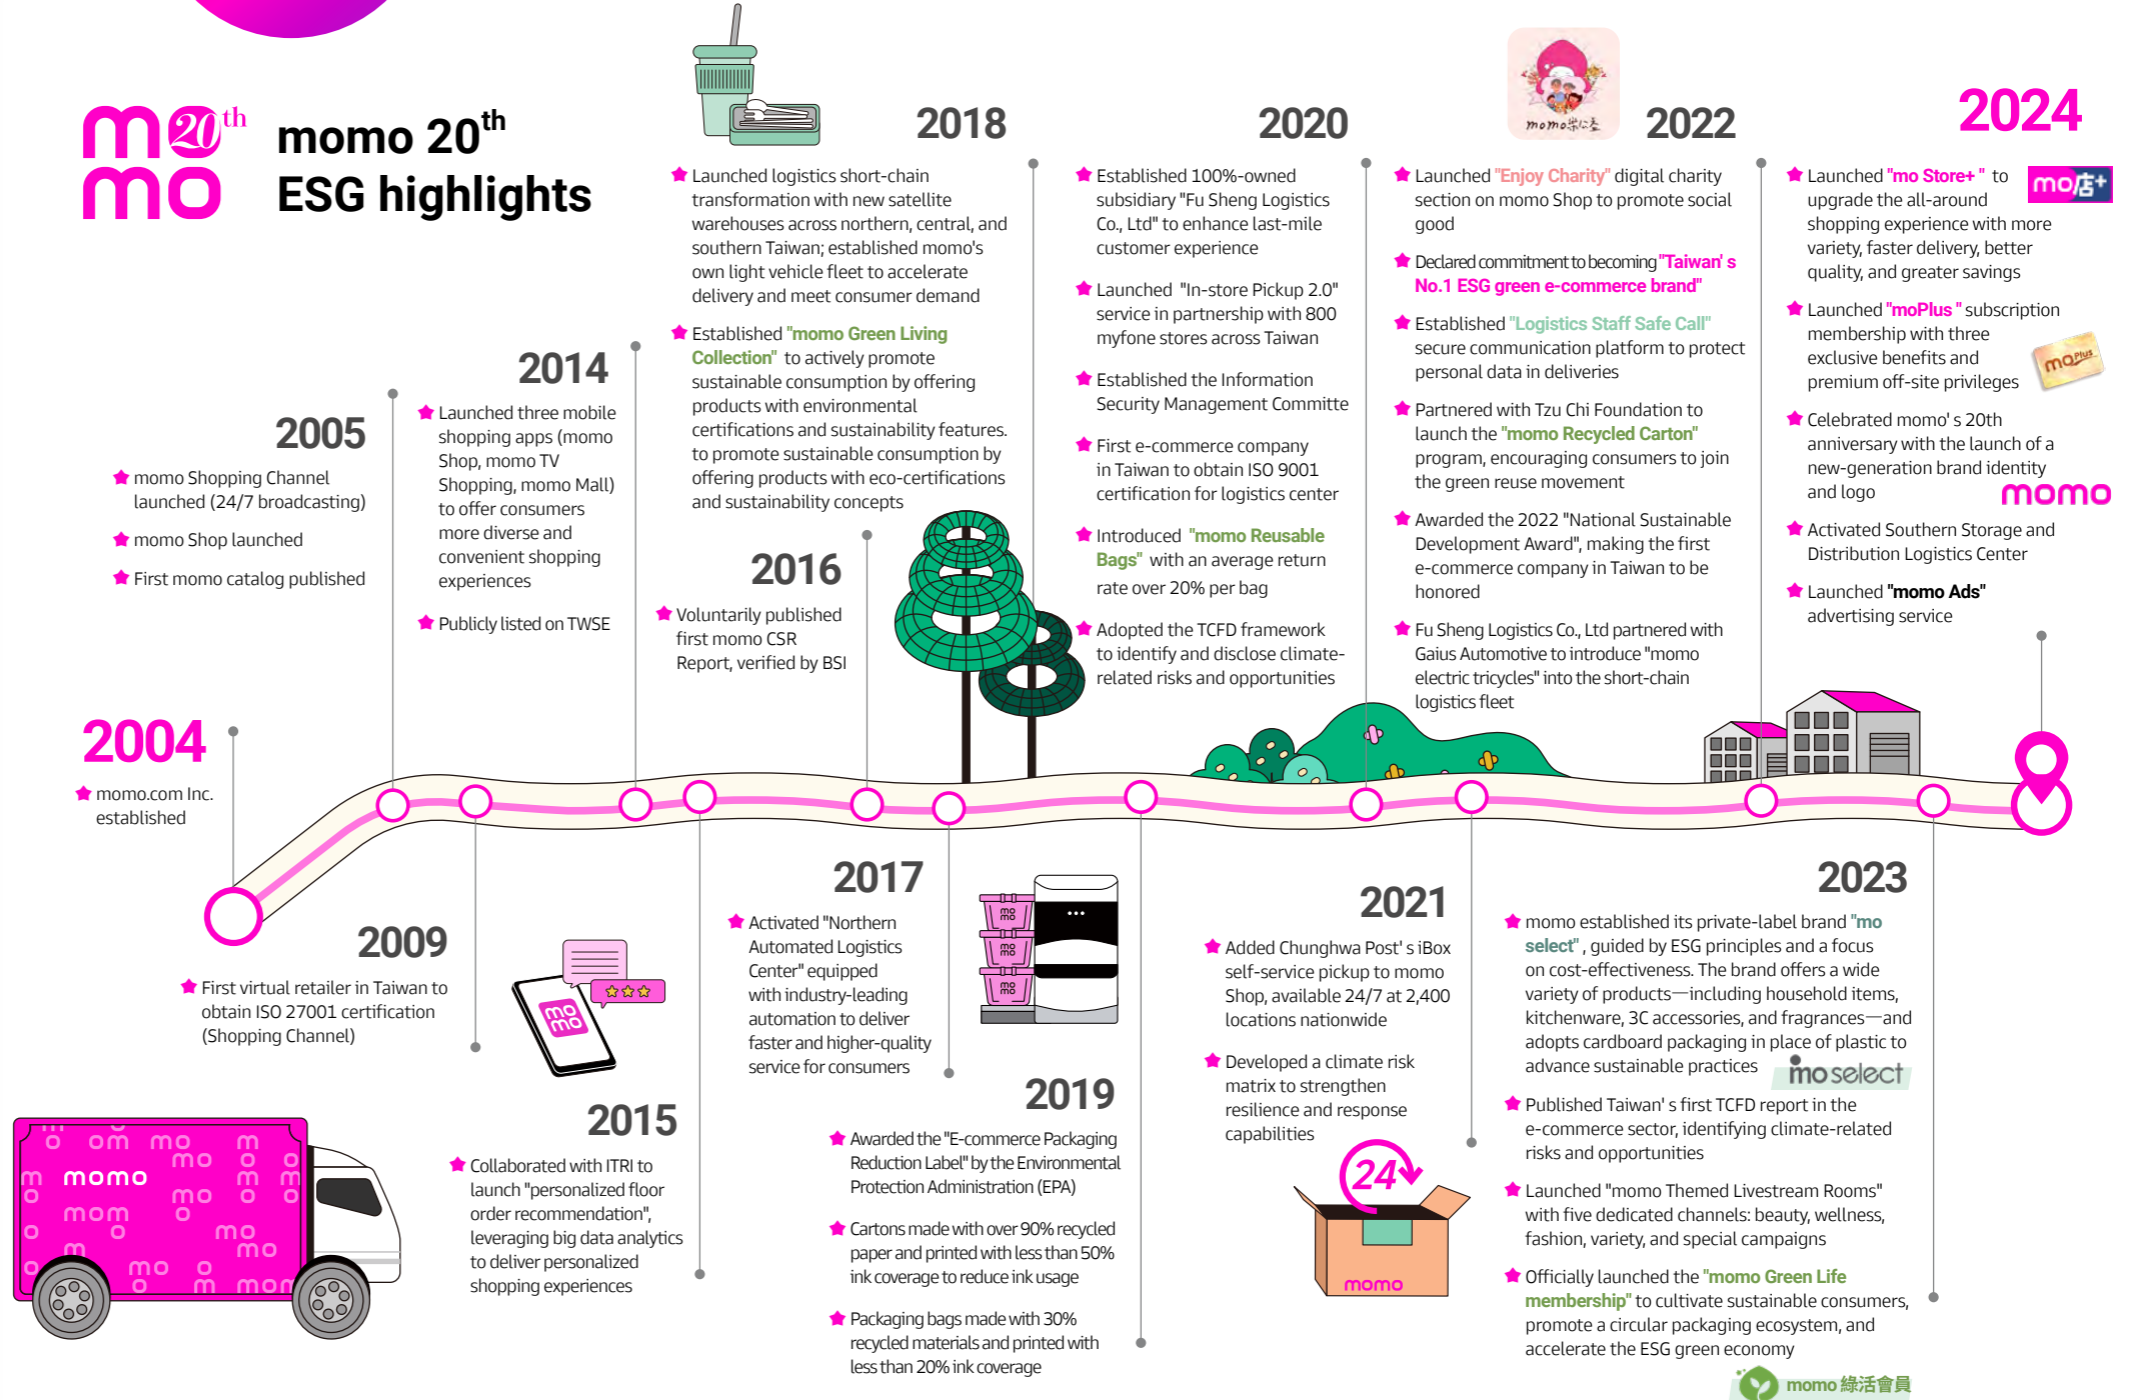 mo 20th
mo
momo 20th
ESG highlights
2004
momo.com Inc.
established
2005
momo Shopping Channel
launched (24/7 broadcasting)
momo Shop launched
First momo catalog published
2009
First virtual retailer in Taiwan to
obtain ISO 27001 certification
(Shopping Channel)
mo
mo
2014
Launched three mobile
shopping apps (momo
Shop, momo TV
Shopping, momo Mall)
to offer consumers
more diverse and
convenient shopping
experiences
Publicly listed on TWSE
2015
Collaborated with ITRI to
launch "personalized floor
order recommendation",
leveraging big data analytics
to deliver personalized
shopping experiences
2016
Voluntarily published
first momo CSR
Report, verified by BSI
2017
Activated "Northern
Automated Logistics
Center" equipped
with industry-leading
automation to deliver
faster and higher-quality
service for consumers
mo
mo
mo
mo
mo
mo
2018
Launched logistics short-chain
transformation with new satellite
warehouses across northern, central, and
southern Taiwan; established momo's
own light vehicle fleet to accelerate
delivery and meet consumer demand
Established "momo Green Living
Collection" to actively promote
sustainable consumption by offering
products with environmental
certifications and sustainability features.
to promote sustainable consumption by
offering products with eco-certifications
and sustainability concepts
2019
Awarded the "E-commerce Packaging
Reduction Label" by the Environmental
Protection Administration (EPA)
Cartons made with over 90% recycled
paper and printed with less than 50%
ink coverage to reduce ink usage
Packaging bags made with 30%
recycled materials and printed with
less than 20% ink coverage
2020
Established 100%-owned
subsidiary "Fu Sheng Logistics
Co., Ltd" to enhance last-mile
customer experience
Launched "In-store Pickup 2.0"
service in partnership with 800
myfone stores across Taiwan
Established the Information
Security Management Committe
First e-commerce company
in Taiwan to obtain ISO 9001
certification for logistics center
Introduced "momo Reusable
Bags" with an average return
rate over 20% per bag
Adopted the TCFD framework
to identify and disclose climate-
related risks and opportunities
2021
Added Chunghwa Post' s iBox
self-service pickup to momo
Shop, available 24/7 at 2,400
locations nationwide
Developed a climate risk
matrix to strengthen
resilience and response
capabilities
24
momo
momo
2022
Launched "Enjoy Charity" digital charity
section on momo Shop to promote social
good
Declared commitment to becoming "Taiwan' s
No.1 ESG green e-commerce brand"
Established "Logistics Staff Safe Call"
secure communication platform to protect
personal data in deliveries
Partnered with Tzu Chi Foundation to
launch the "momo Recycled Carton"
program, encouraging consumers to join
the green reuse movement
Awarded the 2022 "National Sustainable
Development Award", making the first
e-commerce company in Taiwan to be
honored
Fu Sheng Logistics Co., Ltd partnered with
Gaius Automotive to introduce "momo
electric tricycles" into the short-chain
logistics fleet
2023
momo established its private-label brand "mo
select" , guided by ESG principles and a focus
on cost-effectiveness. The brand offers a wide
variety of products—including household items,
kitchenware, 3C accessories, and fragrances—and
adopts cardboard packaging in place of plastic to
advance sustainable practices
mo select
Published Taiwan' s first TCFD report in the
e-commerce sector, identifying climate-related
risks and opportunities
Launched "momo Themed Livestream Rooms"
with five dedicated channels: beauty, wellness,
fashion, variety, and special campaigns
Officially launched the "momo Green Life
membership" to cultivate sustainable consumers,
promote a circular packaging ecosystem, and
accelerate the ESG green economy
momo 綠活會員
2024
Launched "mo Store+ " to
upgrade the all-around
shopping experience with more
variety, faster delivery, better
quality, and greater savings
mo店+
Launched "moPlus " subscription
membership with three
exclusive benefits and
premium off-site privileges
mo Plus
Celebrated momo' s 20th
anniversary with the launch of a
new-generation brand identity
and logo
momo
Activated Southern Storage and
Distribution Logistics Center
Launched "momo Ads"
advertising service
momo